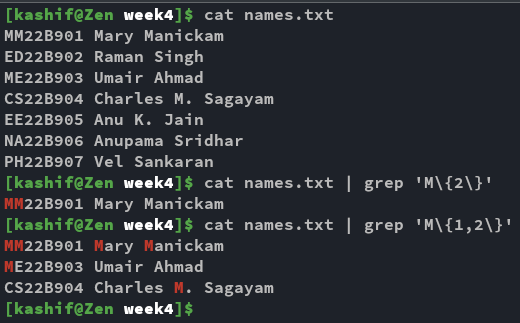 [kashif@Zen week4]$ cat names.txt
MM22B901 Mary Manickam
ED22B902 Raman Singh
ME22B903 Umair Ahmad
CS22B904 Charles M. Sagayam
EE22B905 Anu K. Jain
NA22B906 Anupama Sridhar
PH22B907 Vel Sankaran
[kashif@Zen week4]$ cat names.txt | grep 'M\{2\}'
MM22B901 Mary Manickam
[kashif@Zen week4]$ cat names.txt | grep 'M\{1,2\}'
MM22B901 Mary Manickam
ME22B903 Umair Ahmad
CS22B904 Charles M. Sagayam
[kashif@Zen week4]$